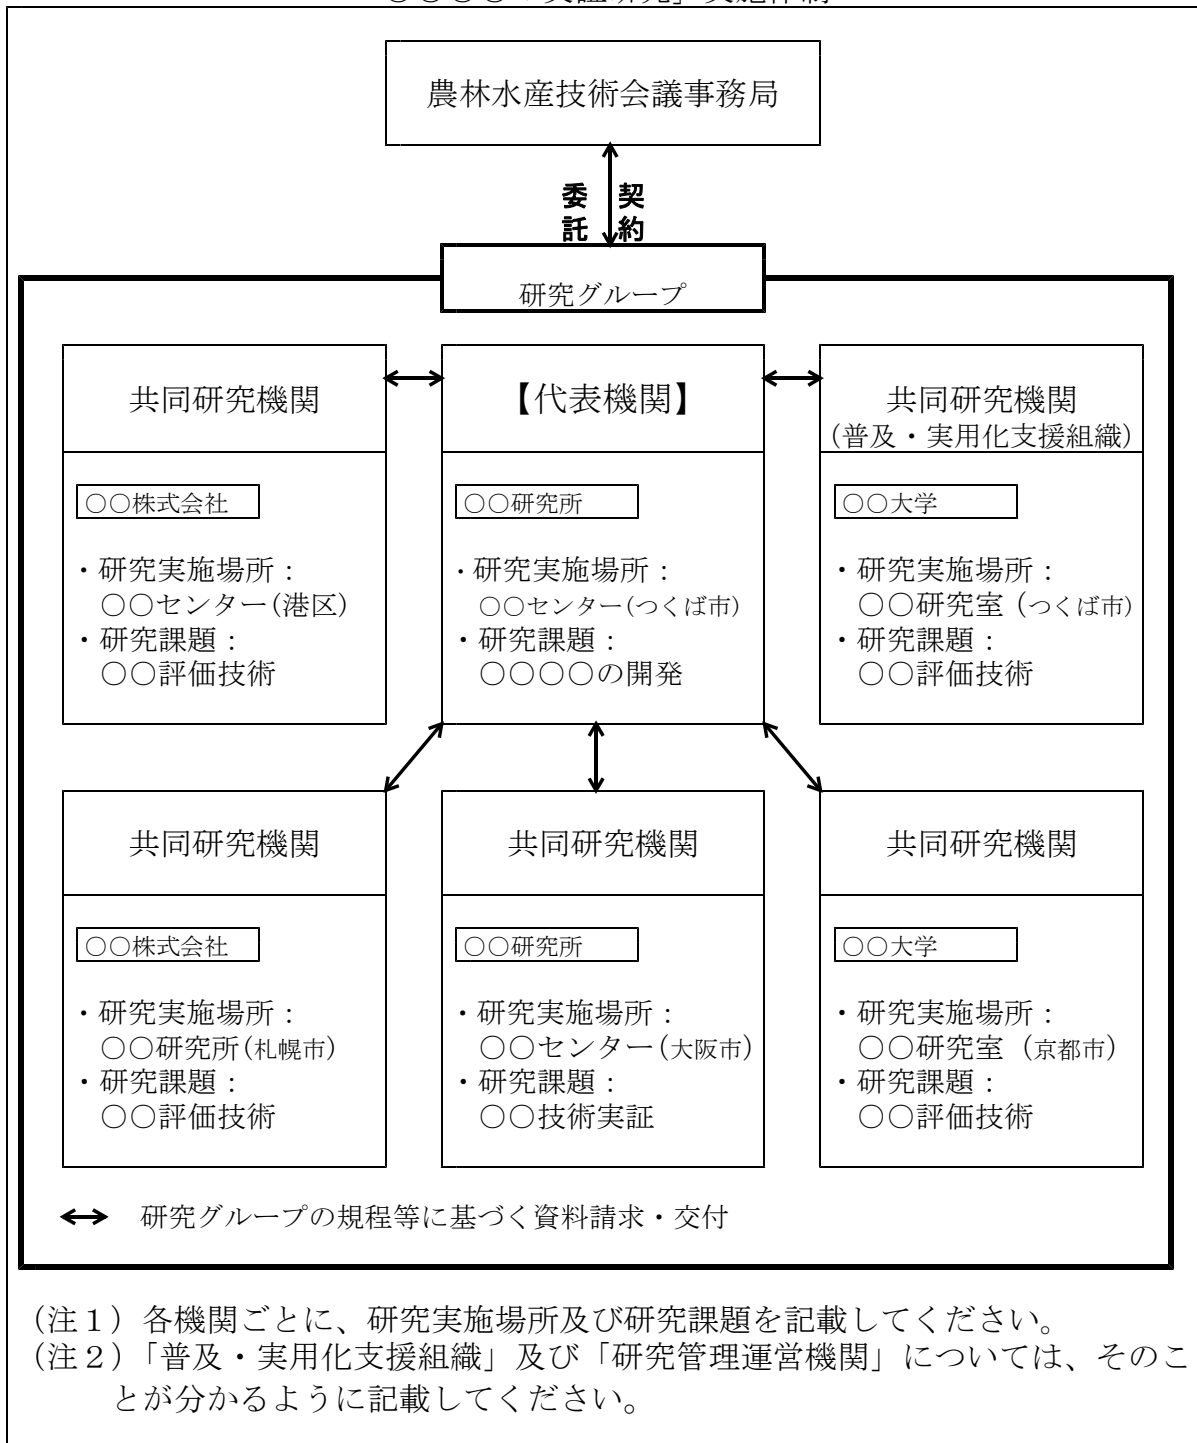 農林水産技術会議事務局
委 契
託 約
研究グループ
共同研究機関
○○株式会社
・研究実施場所：
○○センター(港区)
・研究課題：
○○評価技術
【代表機関】
○○研究所
・研究実施場所：
○○センター(つくば市)
・研究課題：
○○○○の開発
共同研究機関
(普及・実用化支援組織)
○○大学
・研究実施場所：
○○研究室 (つくば市)
・研究課題：
○○評価技術
共同研究機関
○○株式会社
・研究実施場所：
○○研究所(札幌市)
・研究課題：
○○評価技術
共同研究機関
○○研究所
・研究実施場所：
○○センター(大阪市)
・研究課題：
○○技術実証
共同研究機関
○○大学
・研究実施場所：
○○研究室 (京都市)
・研究課題：
○○評価技術
研究グループの規程等に基づく資料請求・交付
(注１) 各機関ごとに、研究実施場所及び研究課題を記載してください。
(注２)「普及・実用化支援組織」及び「研究管理運営機関」については、そのこ
とが分かるように記載してください。